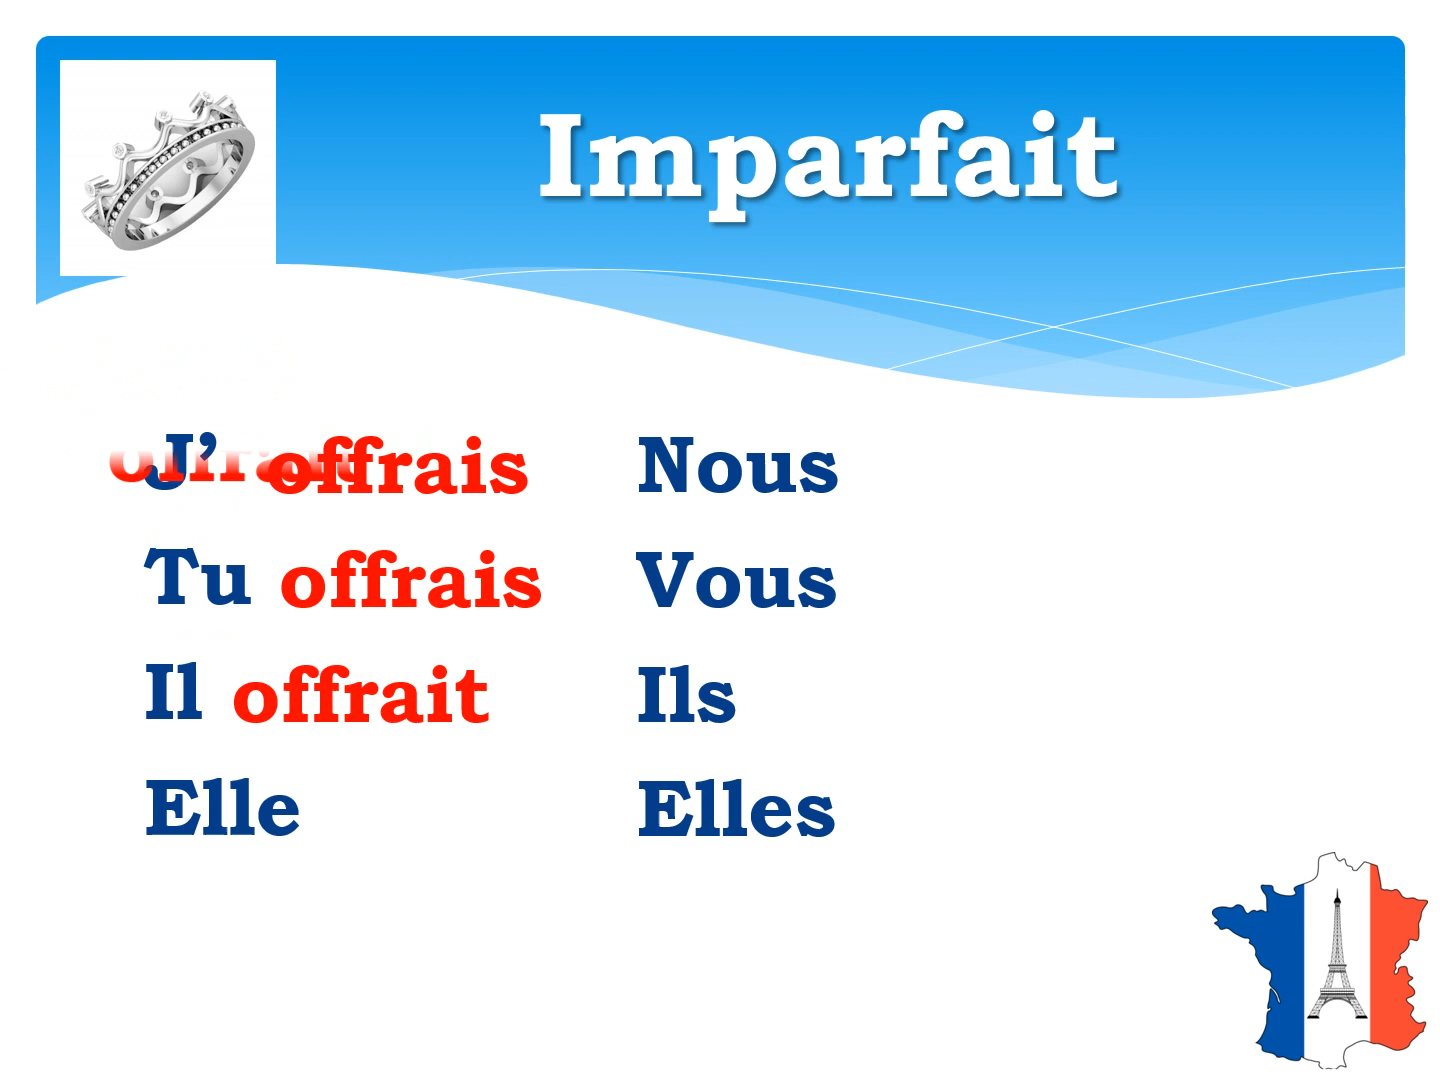 Imparfait
J' offrais
Tu offrais
Il offrait
Elle
Nous
Vous
Ils
Elles